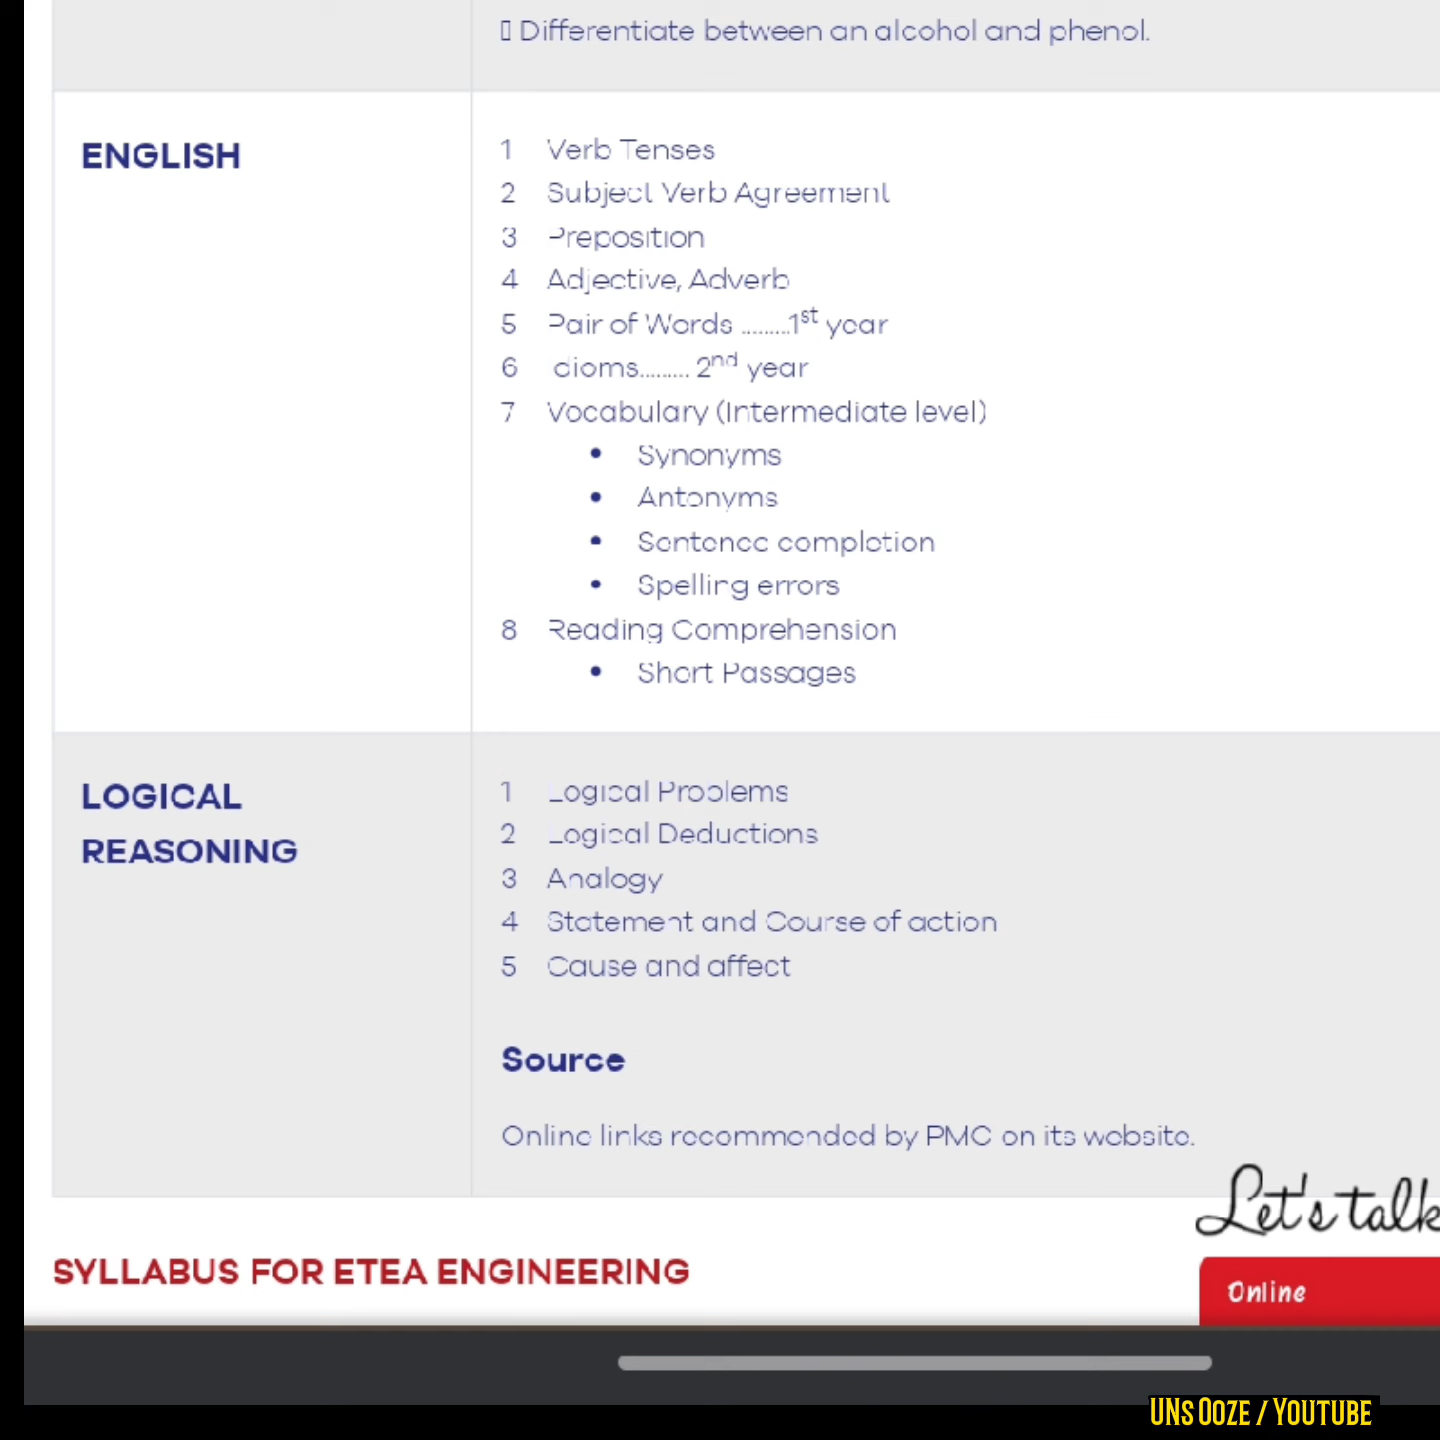 Differentiate between an alcohol and phenol.
ENGLISH
1 Verb Tenses
2 Subject Verb Agreement
3 Preposition
4 Adjective, Adverb
5 Pair of Words .........1st year
6 Idioms......... 2nd year
7 Vocabulary (Intermediate level)
• Synonyms
• Antonyms
• Sentence completion
• Spelling errors
8 Reading Comprehension
• Short Passages
LOGICAL
REASONING
1 Logical Problems
2 Logical Deductions
3 Analogy
4 Statement and Course of action
5 Cause and affect
Source
Online links recommended by PMC on its website.
Let's talk
SYLLABUS FOR ETEA ENGINEERING
Online
UNs Ooze / Youtube